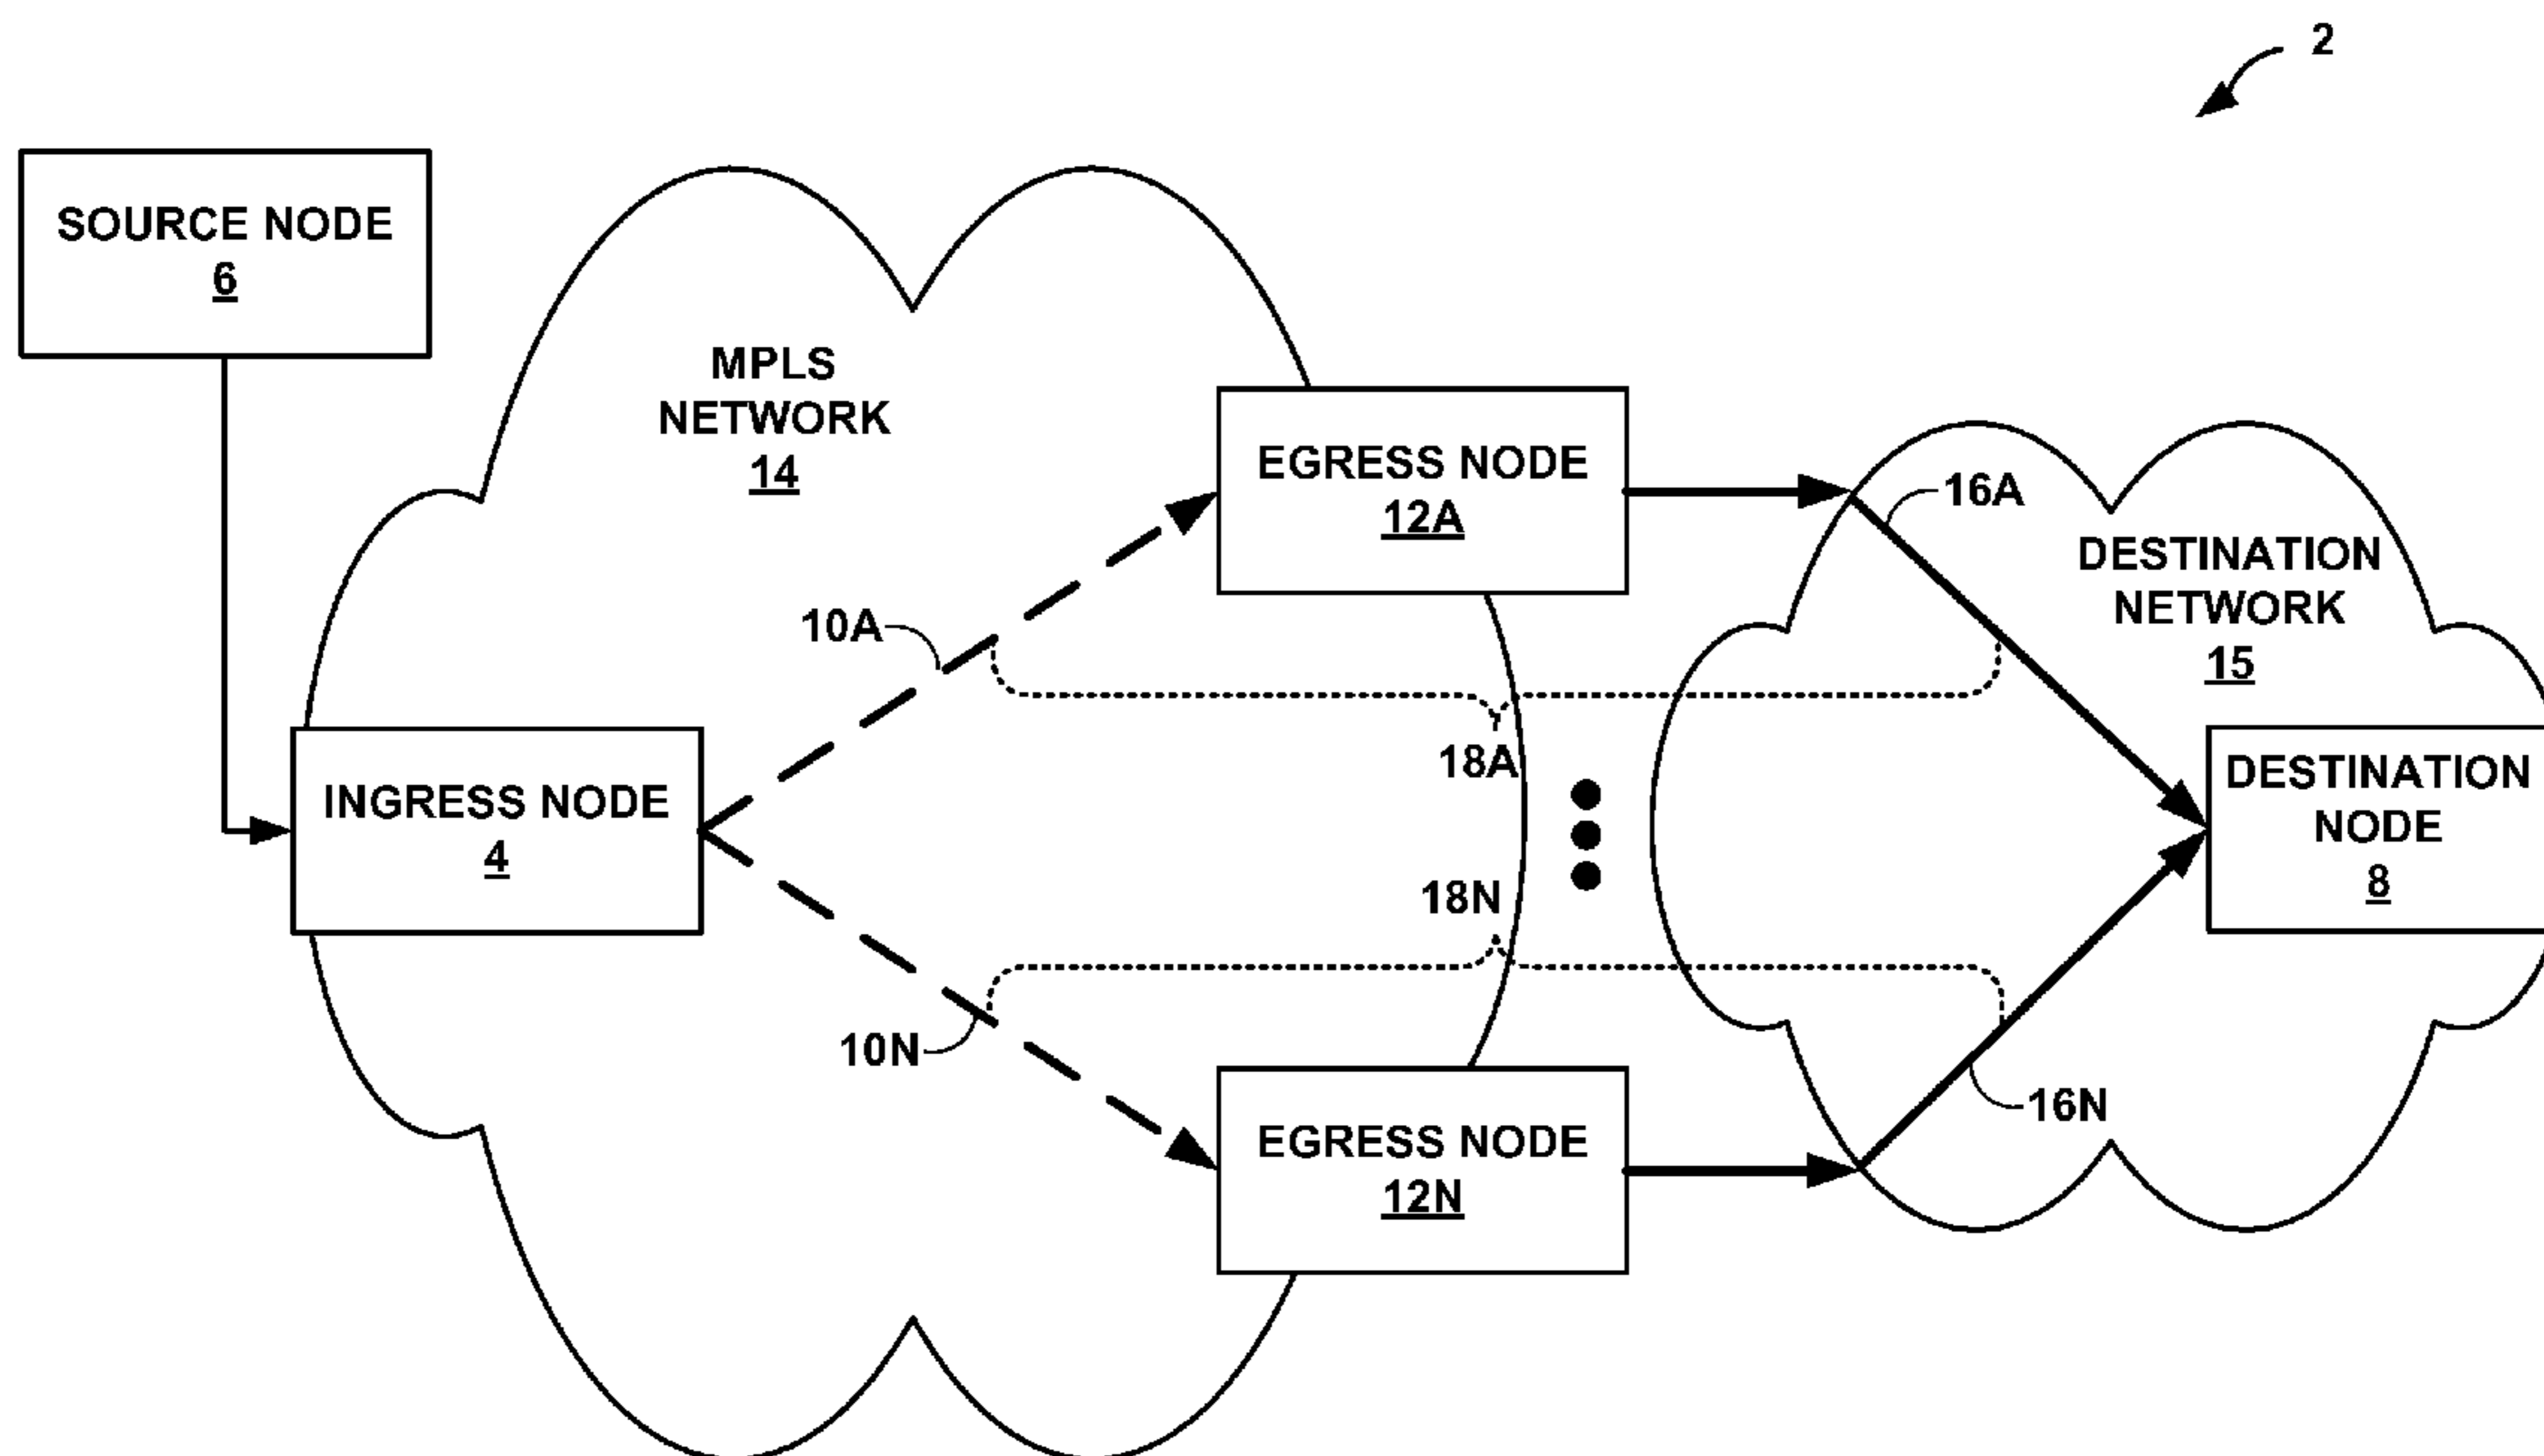 2
SOURCE NODE
6
MPLS
NETWORK
14
EGRESS NODE
12A
16A
DESTINATION
NETWORK
15
10A
18A
INGRESS NODE
4
DESTINATION
NODE
8
18N
10N
16N
EGRESS NODE
12N